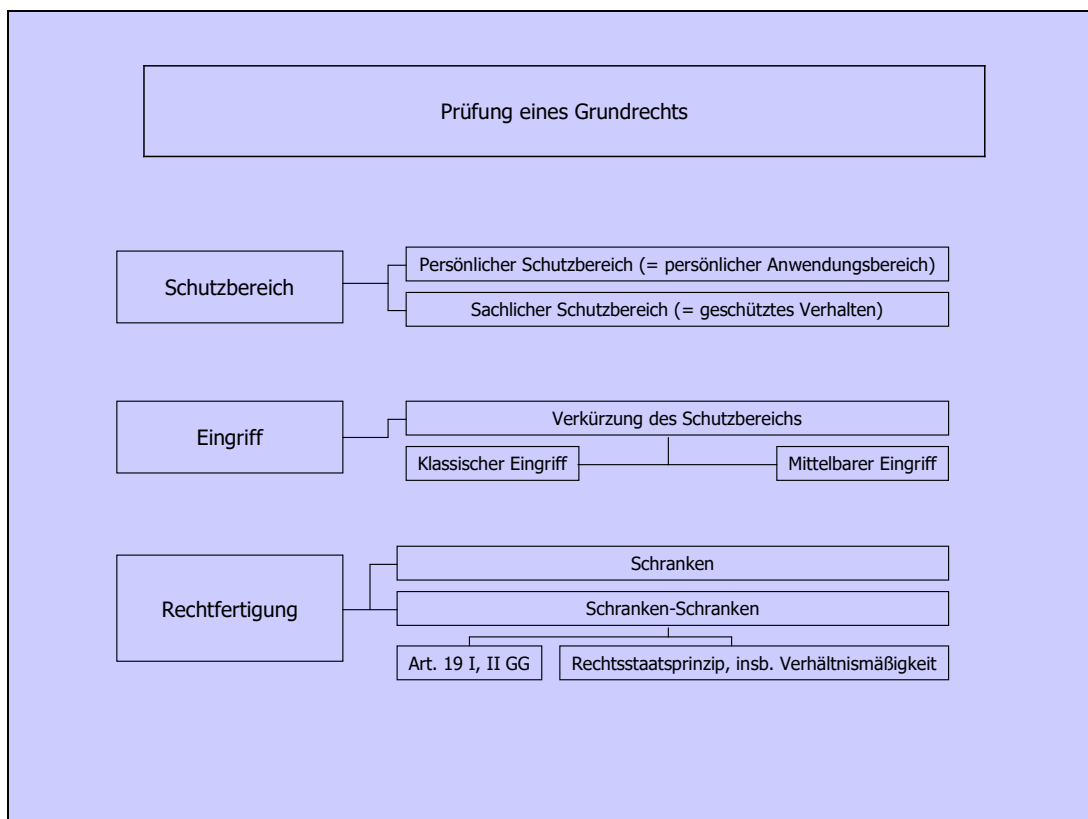 Prüfung eines Grundrechts
Schutzbereich
Persönlicher Schutzbereich (= persönlicher Anwendungsbereich)
Sachlicher Schutzbereich (= geschütztes Verhalten)
Eingriff
Verkürzung des Schutzbereichs
Klassischer Eingriff
Mittelbarer Eingriff
Rechtfertigung
Schranken
Schranken-Schranken
Art. 19 I, II GG
Rechtsstaatsprinzip, insb. Verhältnismäßigkeit